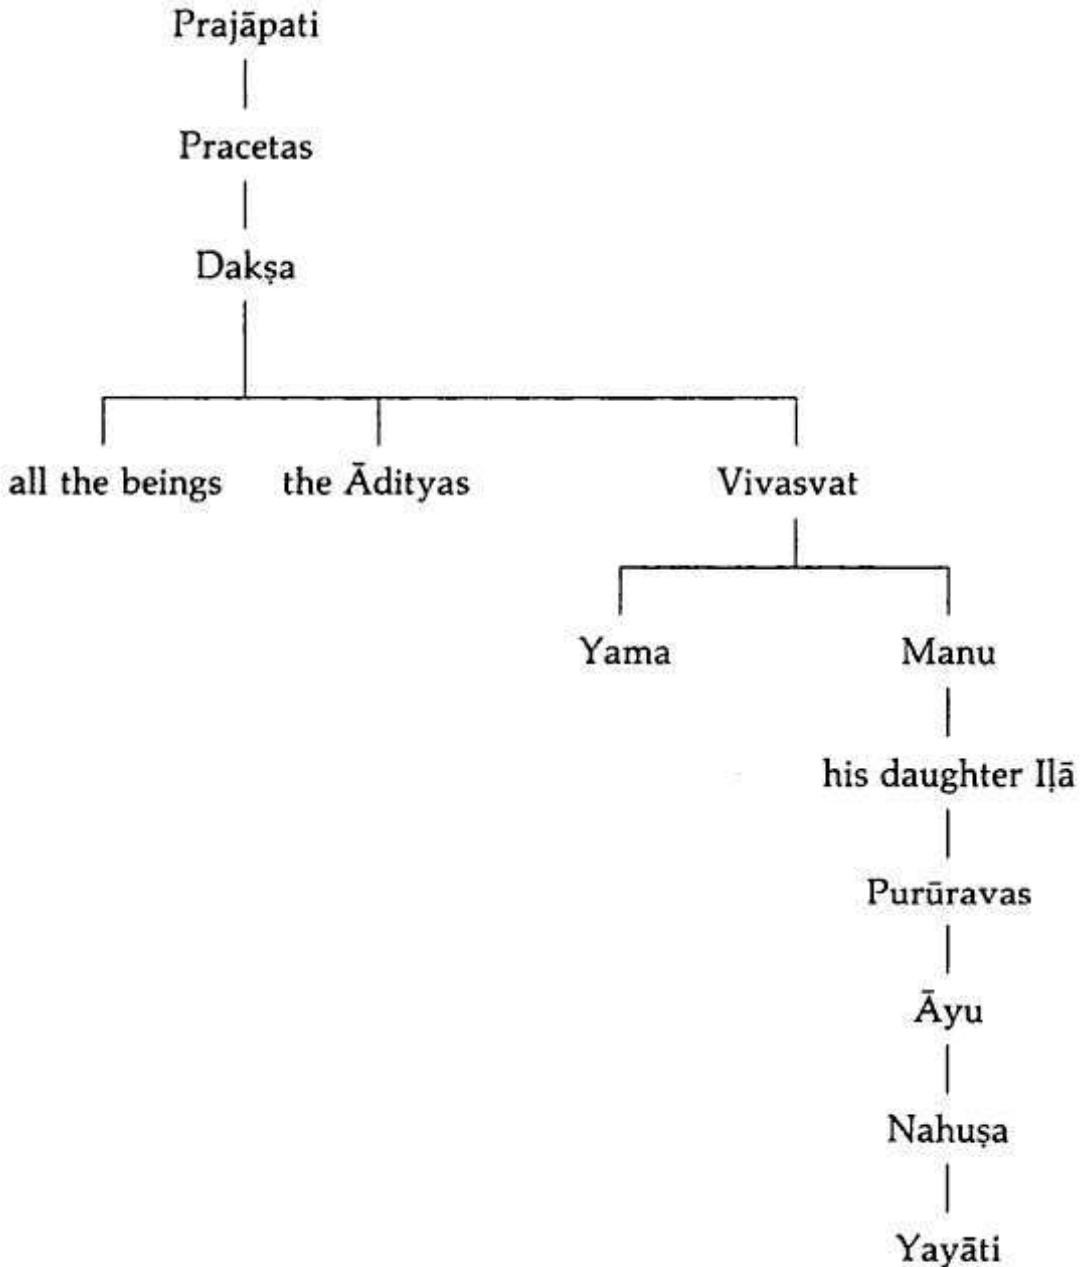 Prajāpati
Pracetas
Dakṣa
all the beings the Ādityas Vivasvat
Yama Manu
his daughter Iḷā
Purūravas
Āyu
Nahuṣa
Yayāti